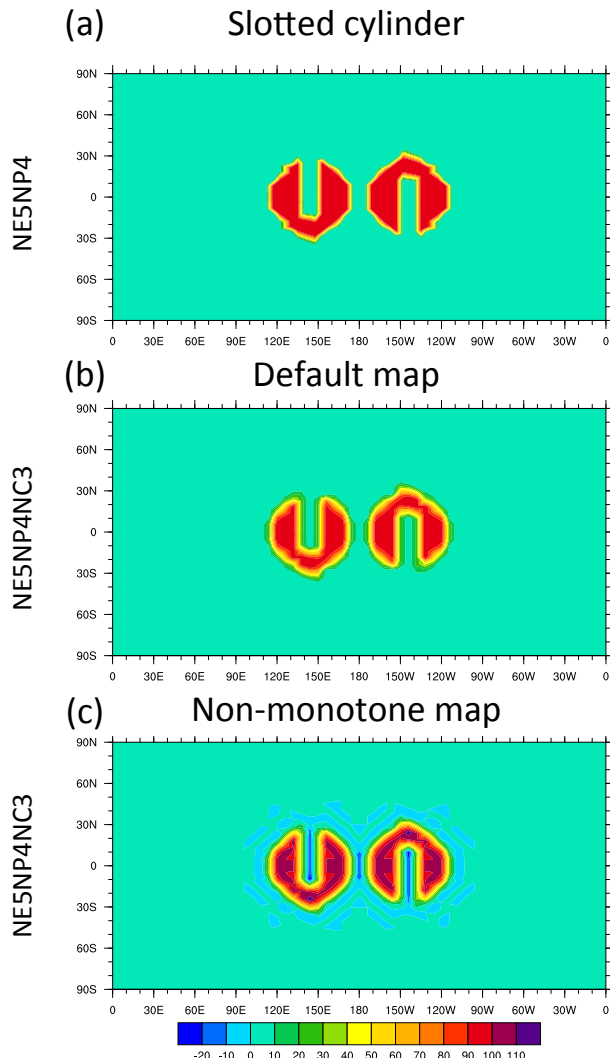 (a) Slotted cylinder
NE5NP4
90N
60N
30N
0
30S
60S
90S
0 30E 60E 90E 120E 150E 180 150W 120W 90W 60W 30W 0
(b) Default map
NE5NP4NC3
90N
60N
30N
0
30S
60S
90S
0 30E 60E 90E 120E 150E 180 150W 120W 90W 60W 30W 0
(c) Non-monotone map
NE5NP4NC3
90N
60N
30N
0
30S
60S
90S
0 30E 60E 90E 120E 150E 180 150W 120W 90W 60W 30W 0
-20 -10 0 10 20 30 40 50 60 70 80 90 100 110